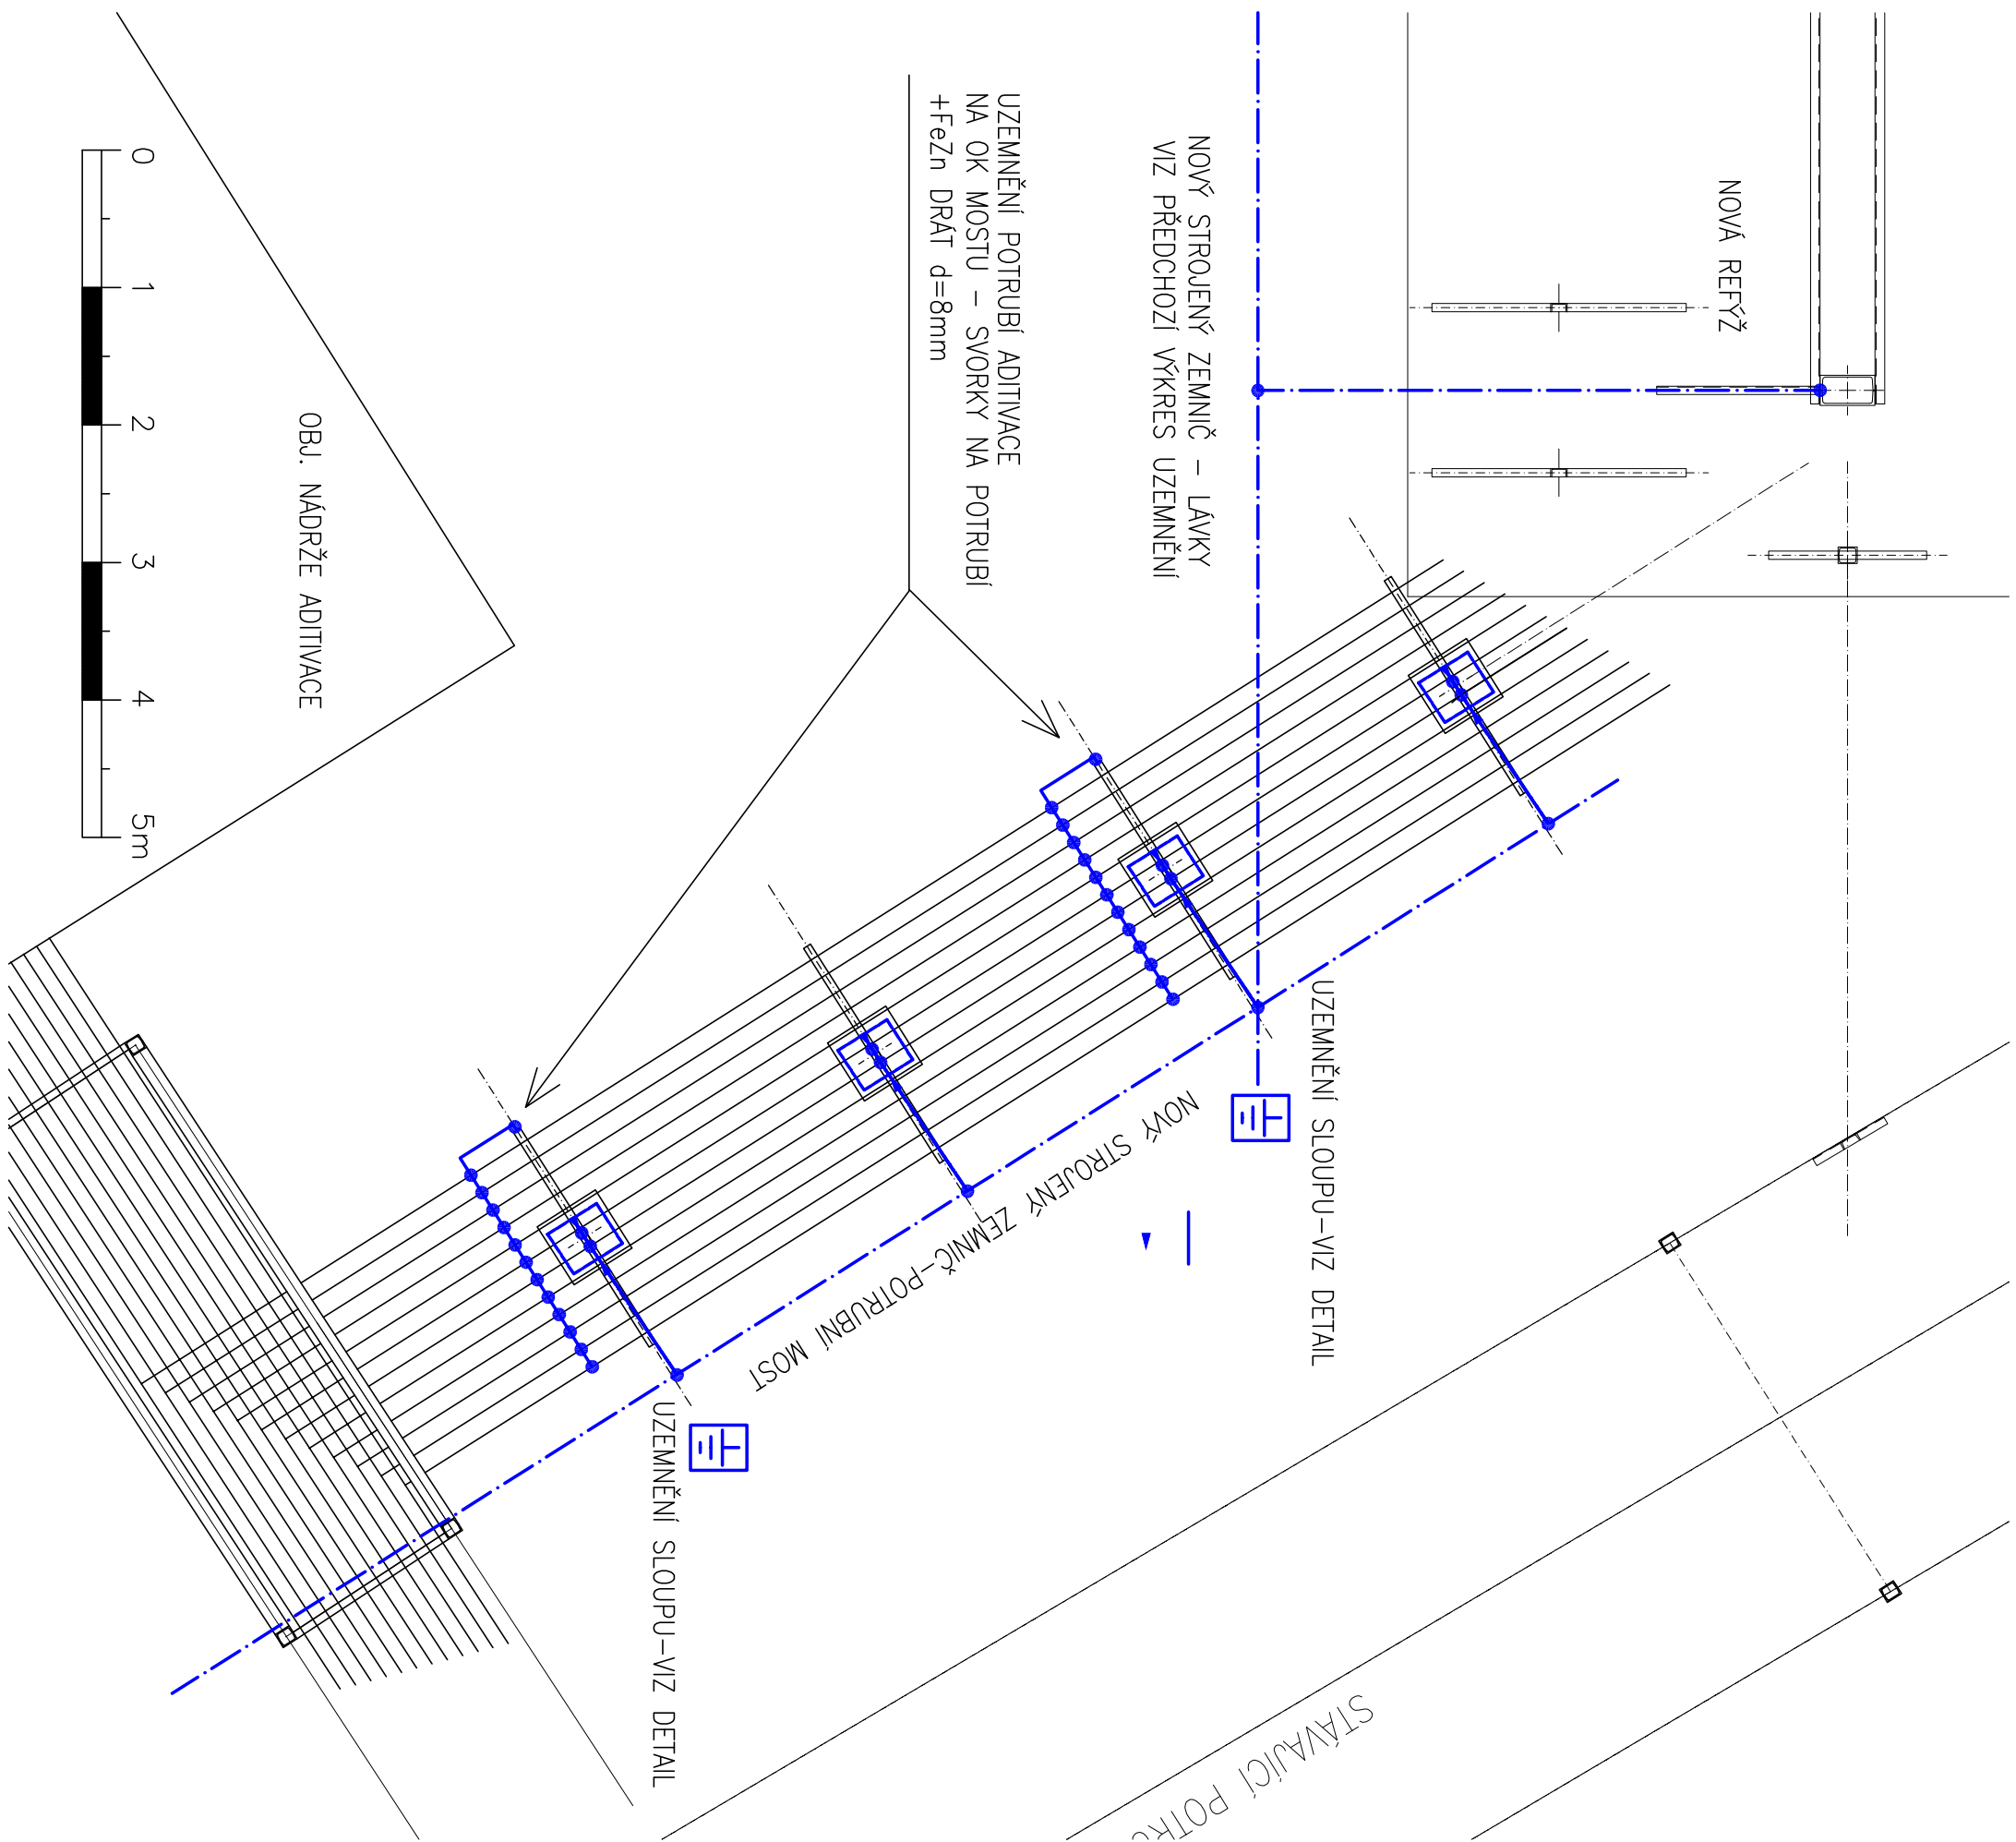 NOVÁ REFÝŽ
NOVÝ STROJENÝ ZEMNIČ – LÁVKY
VIZ PŘEDCHOZÍ VÝKRES UZEMNĚNÍ
UZEMNĚNÍ POTRUBÍ ADITIVACE
NA OK MOSTU – SVORKY NA POTRUBÍ
+FeZn DRÁT d=8mm
UZEMNĚNÍ SLOUPU–VIZ DETAIL
NOVÝ STROJENÝ ZEMNIČ–POTRUBNÍ MOST
UZEMNĚNÍ SLOUPU–VIZ DETAIL
OBJ. NÁDRŽE ADITIVACE
0 1 2 3 4 5m
STÁVAJÍCÍ